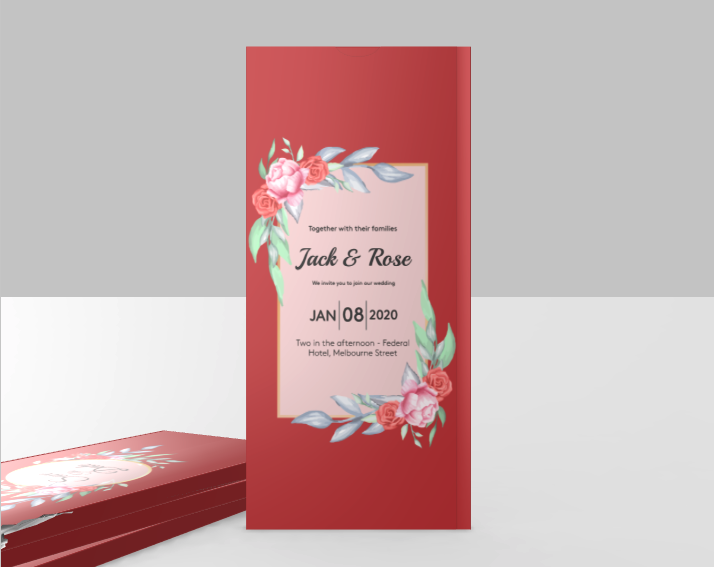 Together with their families
Jack & Rose
We invite you to join our wedding
JAN|08|2020
Two in the afternoon - Federal
Hotel, Melbourne Street